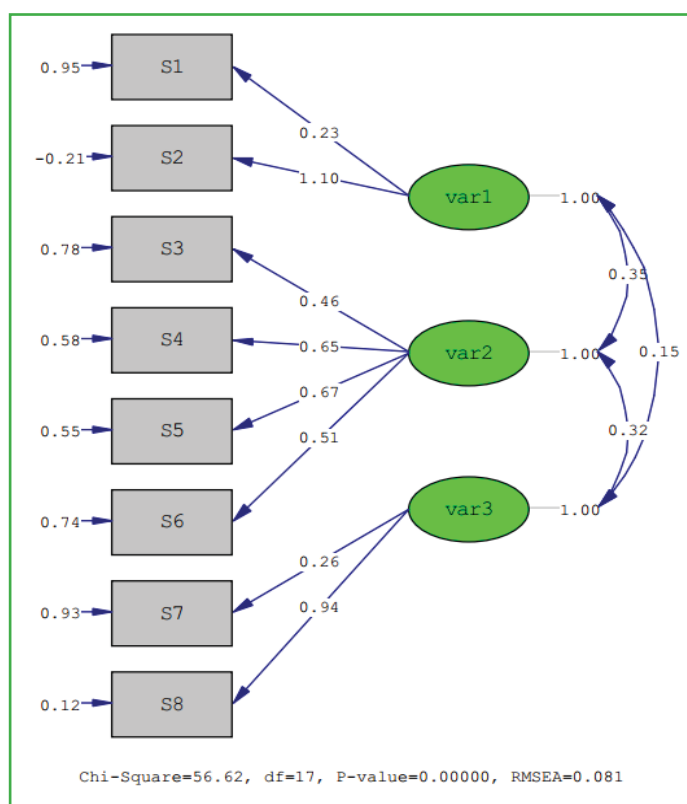 0.95 S1
0.23
-0.21 S2
1.10
var1 1.00
0.78 S3
0.35
0.46
0.58 S4
0.65
var2 1.00
0.15
0.67
0.55 S5
0.51
0.32
0.74 S6
var3 1.00
0.26
0.93 S7
0.94
0.12 S8
Chi-Square=56.62, df=17, P-value=0.00000, RMSEA=0.081